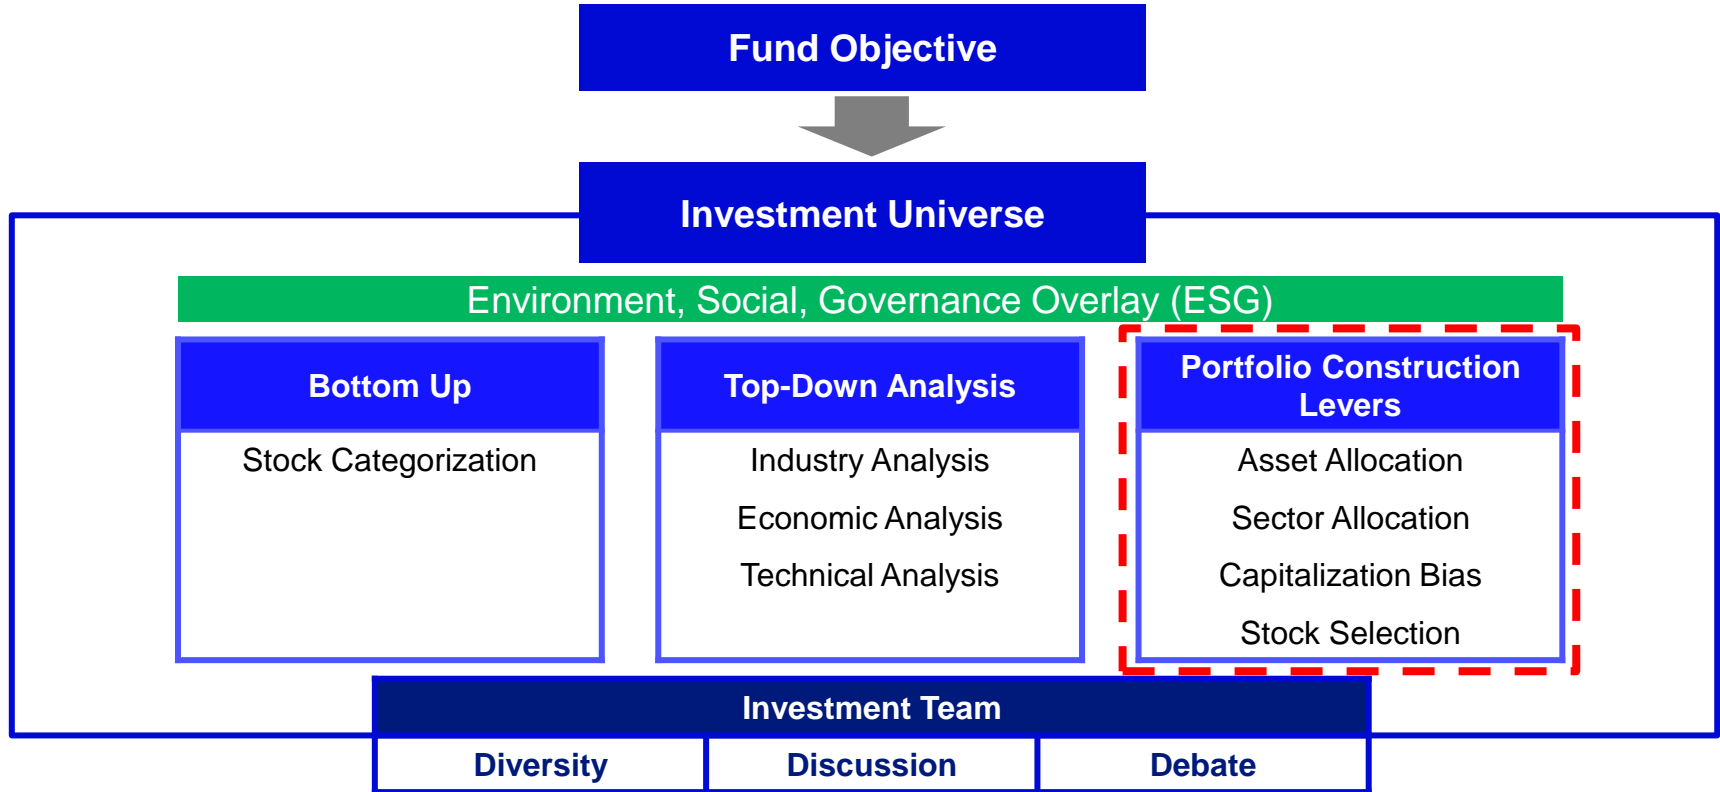 Fund Objective
Investment Universe
Environment, Social, Governance Overlay (ESG)
Bottom Up
Stock Categorization
Top-Down Analysis
Industry Analysis
Economic Analysis
Technical Analysis
Portfolio Construction
Levers
Asset Allocation
Sector Allocation
Capitalization Bias
Stock Selection
Investment Team
Diversity
Discussion
Debate